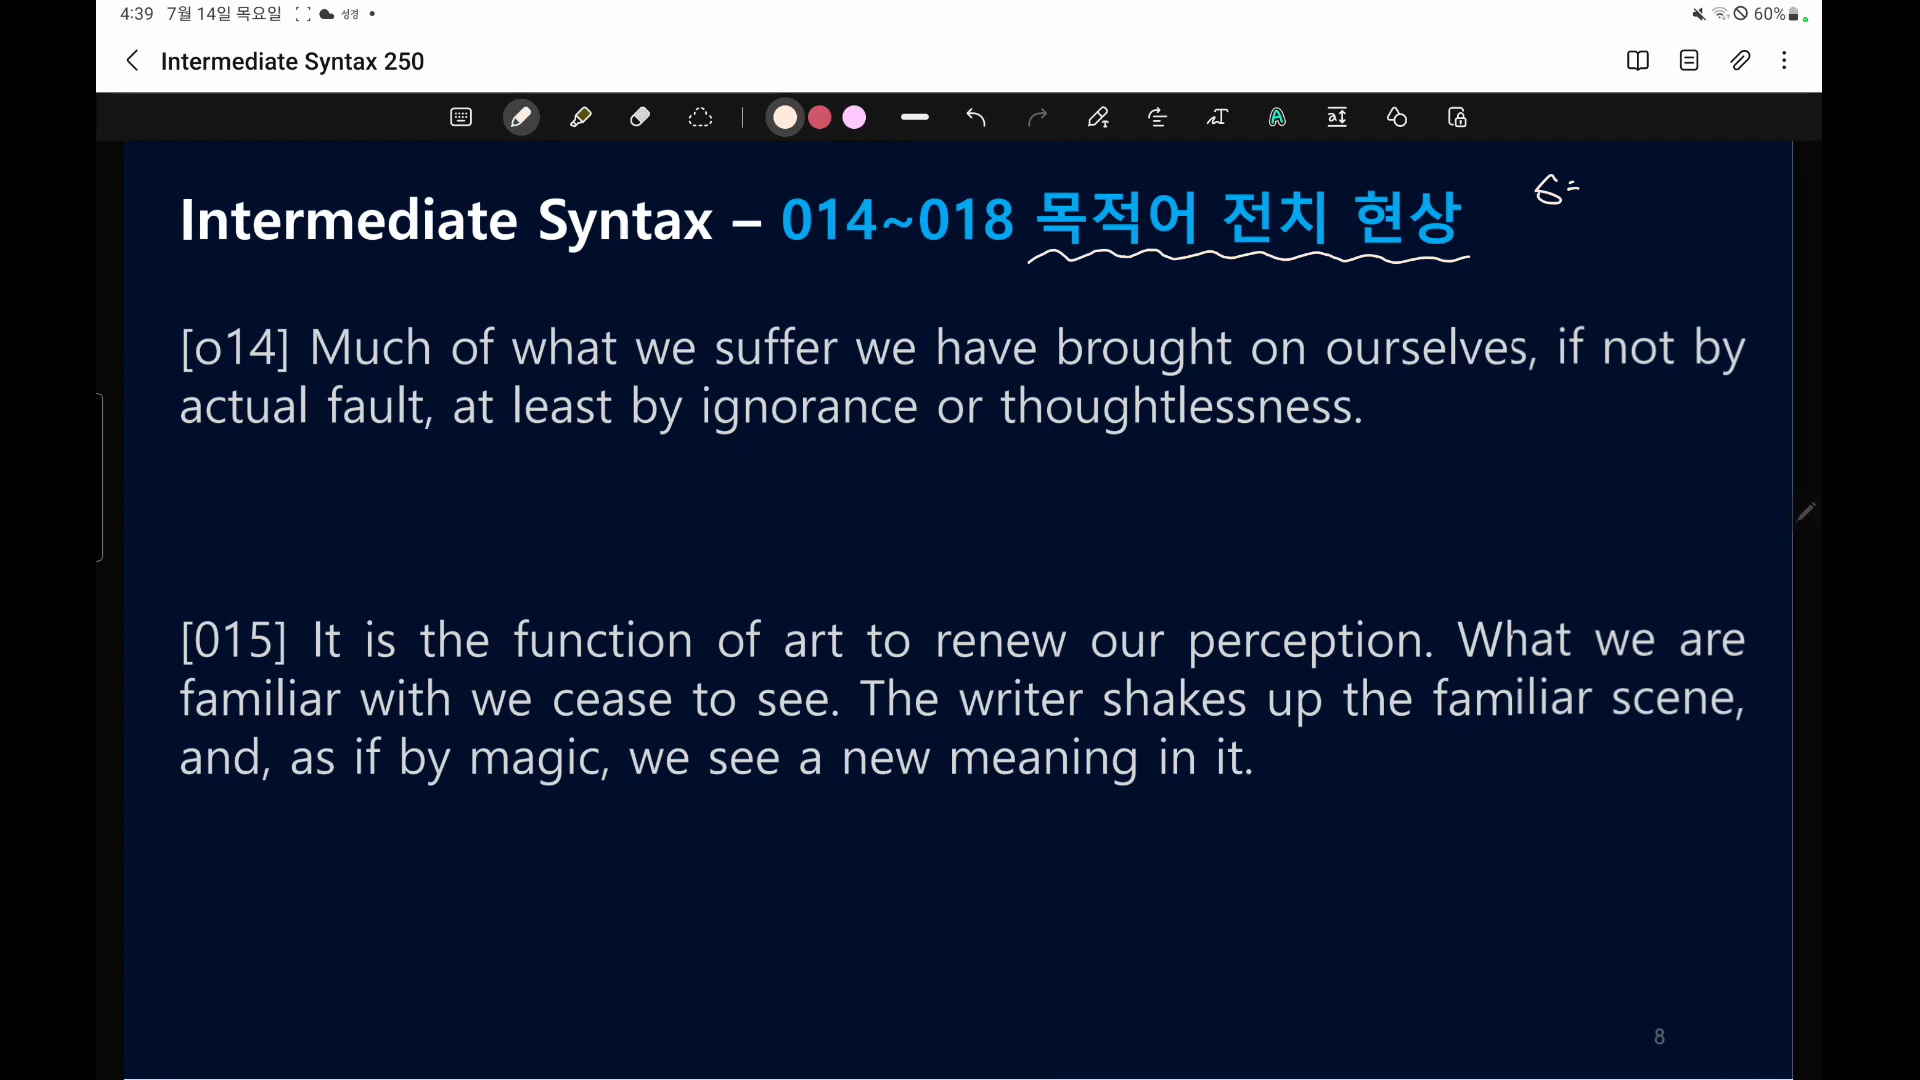 4:39 7월 14일 목요일 성경 60%
Intermediate Syntax 250
Intermediate Syntax – 014~018 목적어 전치 현상
[o14] Much of what we suffer we have brought on ourselves, if not by
actual fault, at least by ignorance or thoughtlessness.
[015] It is the function of art to renew our perception. What we are
familiar with we cease to see. The writer shakes up the familiar scene,
and, as if by magic, we see a new meaning in it.
8